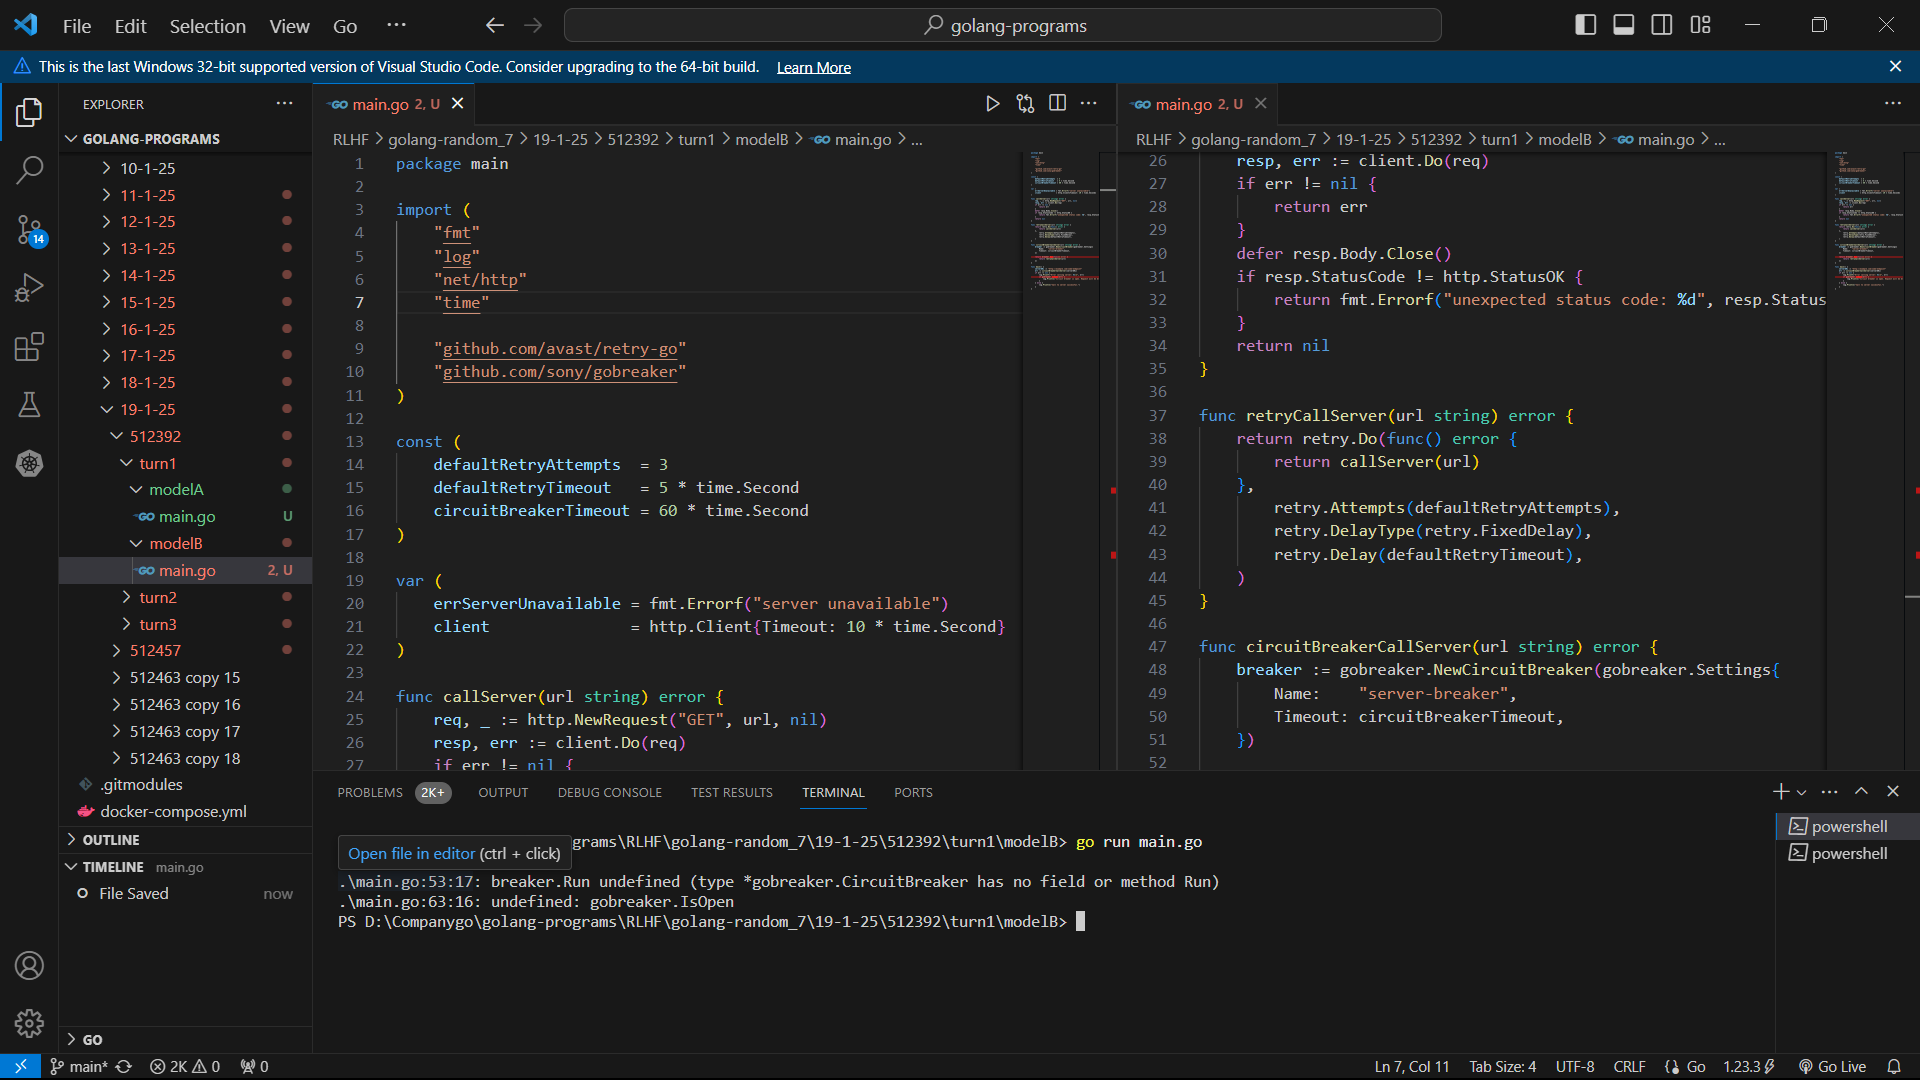 File Edit Selection View Go ···
golang-programs
This is the last Windows 32-bit supported version of Visual Studio Code. Consider upgrading to the 64-bit build. Learn More
EXPLORER
GOLANG-PROGRAMS
10-1-25
11-1-25
12-1-25
13-1-25
14-1-25
15-1-25
16-1-25
17-1-25
18-1-25
19-1-25
512392
turn1
modelA
main.go U
modelB
main.go 2, U
turn2
turn3
512457
512463 copy 15
512463 copy 16
512463 copy 17
512463 copy 18
.gitmodules
docker-compose.yml
OUTLINE
TIMELINE main.go
File Saved now
GO
14
main.go 2, U
RLHF > golang-random_7 > 19-1-25 > 512392 > turn1 > modelB > main.go > ...
1 package main
2
3 import (
4 "fmt"
5 "log"
6 "net/http"
7 "time"
8
9 "github.com/avast/retry-go"
10 "github.com/sony/gobreaker"
11 )
12
13 const (
14 defaultRetryAttempts = 3
15 defaultRetryTimeout = 5 * time.Second
16 circuitBreakerTimeout = 60 * time.Second
17 )
18
19 var (
20 errServerUnavailable = fmt.Errorf("server unavailable")
21 client = http.Client{Timeout: 10 * time.Second}
22 )
23
24 func callServer(url string) error {
25 req, _ := http.NewRequest("GET", url, nil)
26 resp, err := client.Do(req)
27 if err != nil {
main.go 2, U
RLHF > golang-random_7 > 19-1-25 > 512392 > turn1 > modelB > main.go > ...
26 resp, err := client.Do(req)
27 if err != nil {
28 return err
29 }
30 defer resp.Body.Close()
31 if resp.StatusCode != http.StatusOK {
32 return fmt.Errorf("unexpected status code: %d", resp.Status
33 }
34 return nil
35 }
36
37 func retryCallServer(url string) error {
38 return retry.Do(func() error {
39 return callServer(url)
40 },
41 retry.Attempts(defaultRetryAttempts),
42 retry.DelayType(retry.FixedDelay),
43 retry.Delay(defaultRetryTimeout),
44 )
45 }
46
47 func circuitBreakerCallServer(url string) error {
48 breaker := gobreaker.NewCircuitBreaker(gobreaker.Settings{
49 Name: "server-breaker",
50 Timeout: circuitBreakerTimeout,
51 })
52
PROBLEMS 2K+ OUTPUT DEBUG CONSOLE TEST RESULTS TERMINAL PORTS
Open file in editor (ctrl + click)
grams\RLHF\golang-random_7\19-1-25\512392\turn1\modelB> go run main.go
.\main.go:53:17: breaker.Run undefined (type *gobreaker.CircuitBreaker has no field or method Run)
.\main.go:63:16: undefined: gobreaker.IsOpen
PS D:\Companygo\golang-programs\RLHF\golang-random_7\19-1-25\512392\turn1\modelB>
powershell
powershell
main* 2K 0 0
Ln 7, Col 11 Tab Size: 4 UTF-8 CRLF Go 1.23.3 Go Live